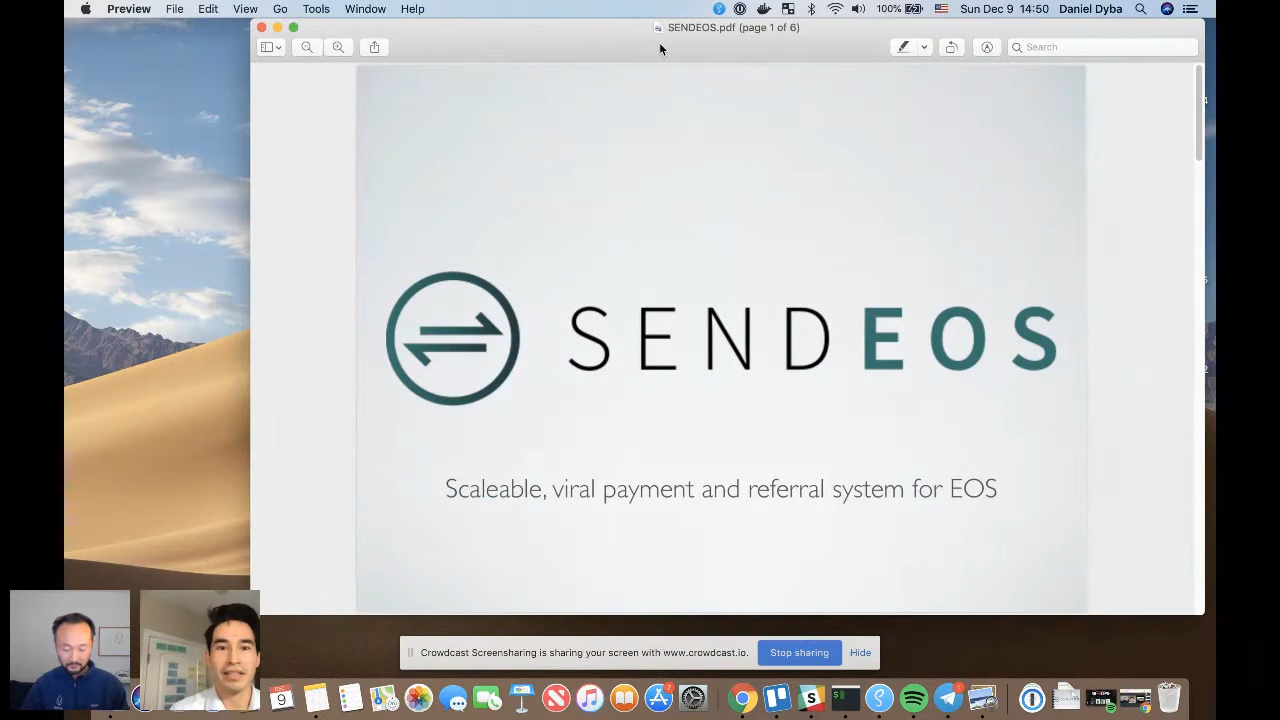 Preview File Edit View Go Tools Window Help 100% Sun Dec 9 14:50 Daniel Dyba
SENDEOS.pdf (page 1 of 6)
Search
SENDEOS
Scaleable, viral payment and referral system for EOS
Crowdcast Screensharing is sharing your screen with www.crowdcast.io. Stop sharing Hide
DEC
9